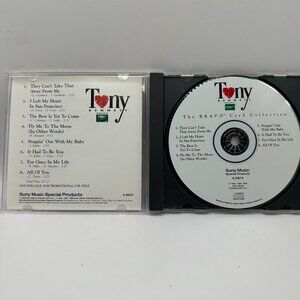 1. They Can't Take That
Away From Me
2. I Left My Heart
In San Francisco
3. The Best Is Yet To Come
4. Fly Me To The Moon
(In Other Words)
5. Steppin' Out With My Baby
6. It Had To Be You
7. For Once In My Life
8. All Of You
NOT FOR SALE, FOR PROMOTIONAL USE ONLY
Sony Music Special Products
A 26974
Tony
BENNETT
Tony
BENNETT
The BRAVO Card Collection
1. They Can't Take
That Away From Me
2. I Left My Heart
In San Francisco
3. The Best Is
Yet To Come
4. Fly Me To The Moon
(In Other Words)
5. Steppin' Out
With My Baby
6. It Had To Be You
7. For Once In My Life
8. All Of You
Sony Music
Special Products
A 26974